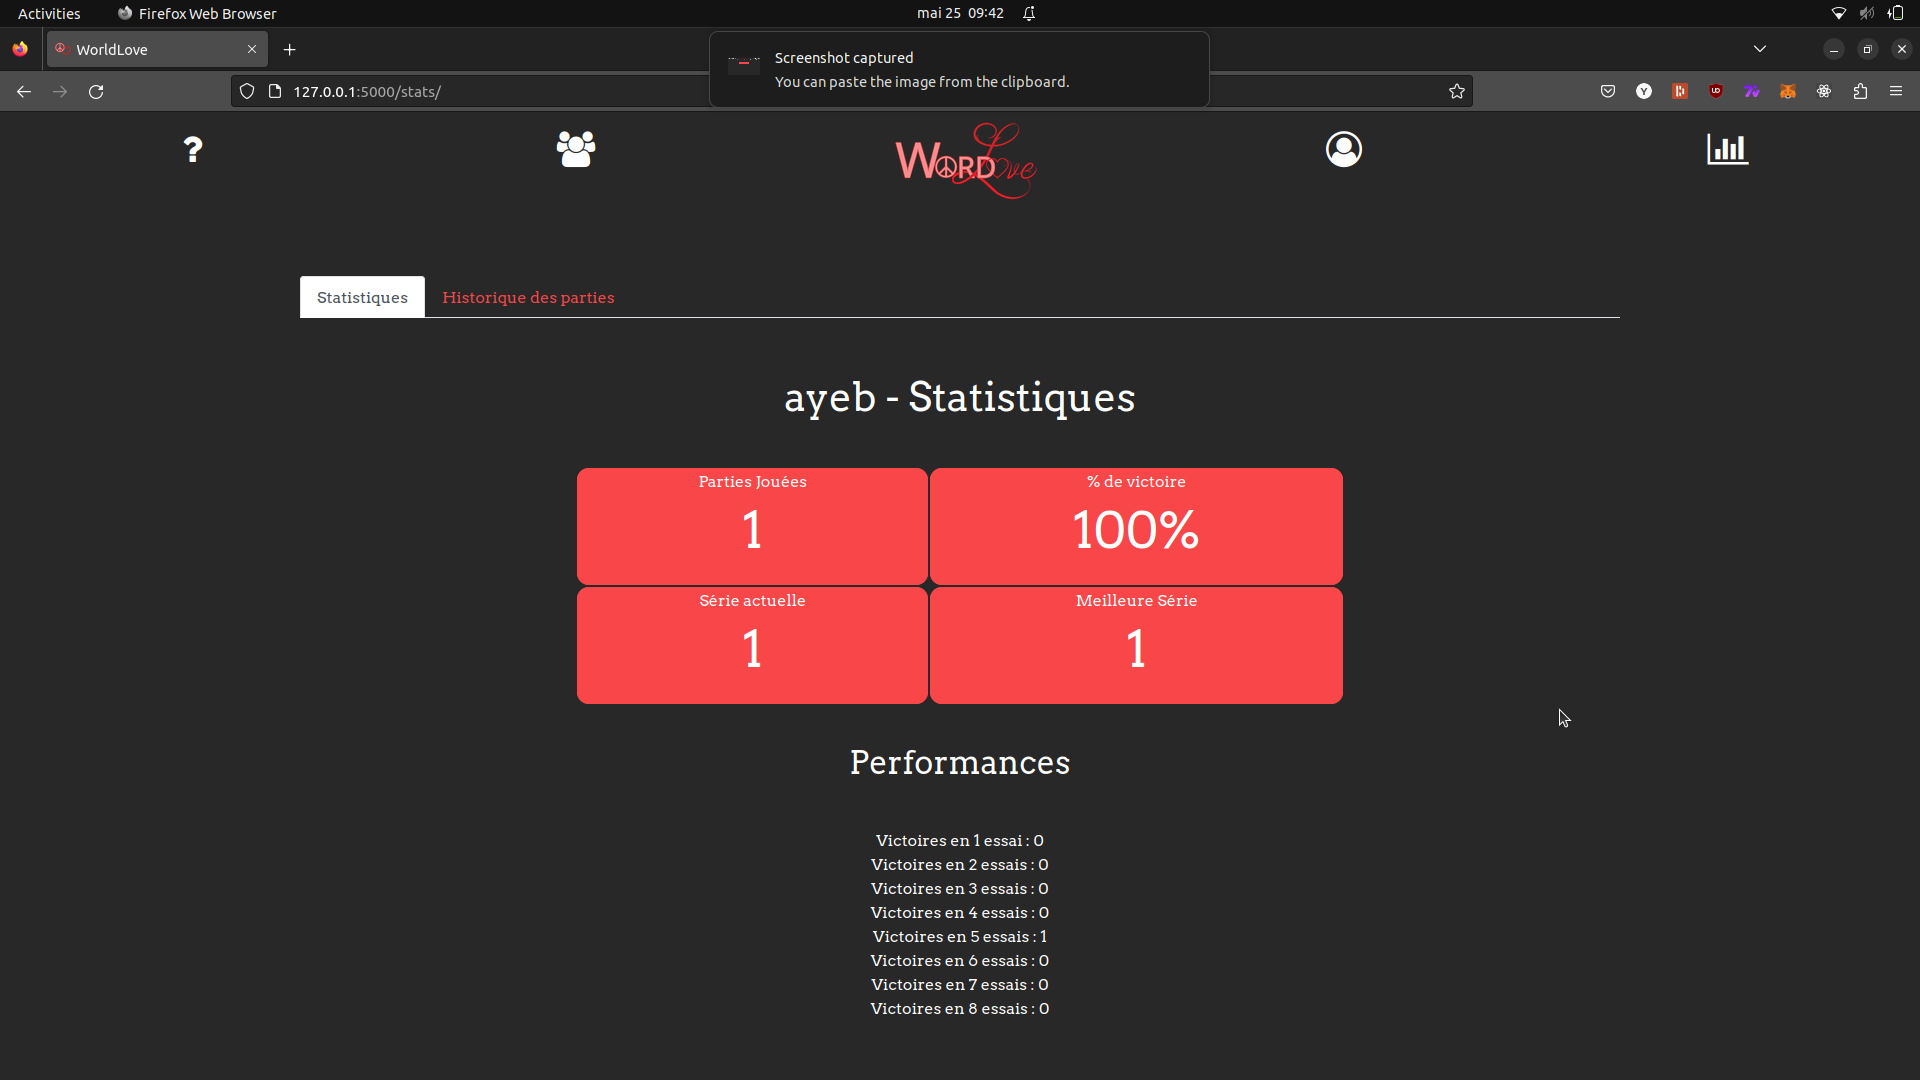 Activities
Firefox Web Browser
mai 25 09:42
WorldLove
Screenshot captured
You can paste the image from the clipboard.
127.0.0.1:5000/stats/
?
WORD Love
Statistiques
Historique des parties
ayeb - Statistiques
Parties Jouées
1
% de victoire
100%
Série actuelle
1
Meilleure Série
1
Performances
Victoires en 1 essai : 0
Victoires en 2 essais : 0
Victoires en 3 essais : 0
Victoires en 4 essais : 0
Victoires en 5 essais : 1
Victoires en 6 essais : 0
Victoires en 7 essais : 0
Victoires en 8 essais : 0